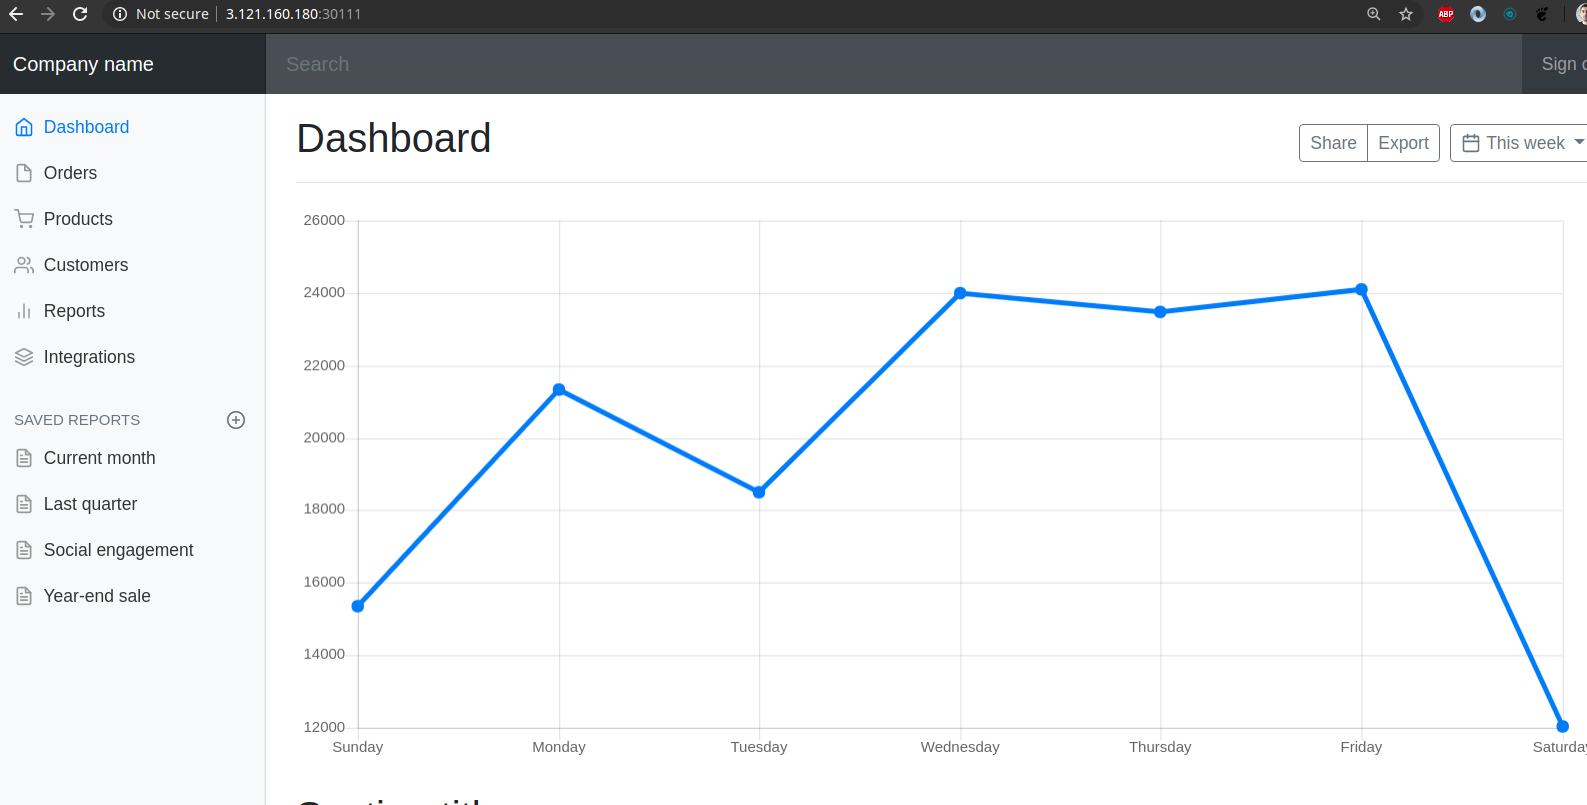 Not secure 3.121.160.180:30111
ABP
Company name
Search
Sign
Dashboard
Orders
Products
Customers
Reports
Integrations
SAVED REPORTS
Current month
Last quarter
Social engagement
Year-end sale
Dashboard
Share
Export
This week
26000
24000
22000
20000
18000
16000
14000
12000
Sunday Monday Tuesday Wednesday Thursday Friday Saturday